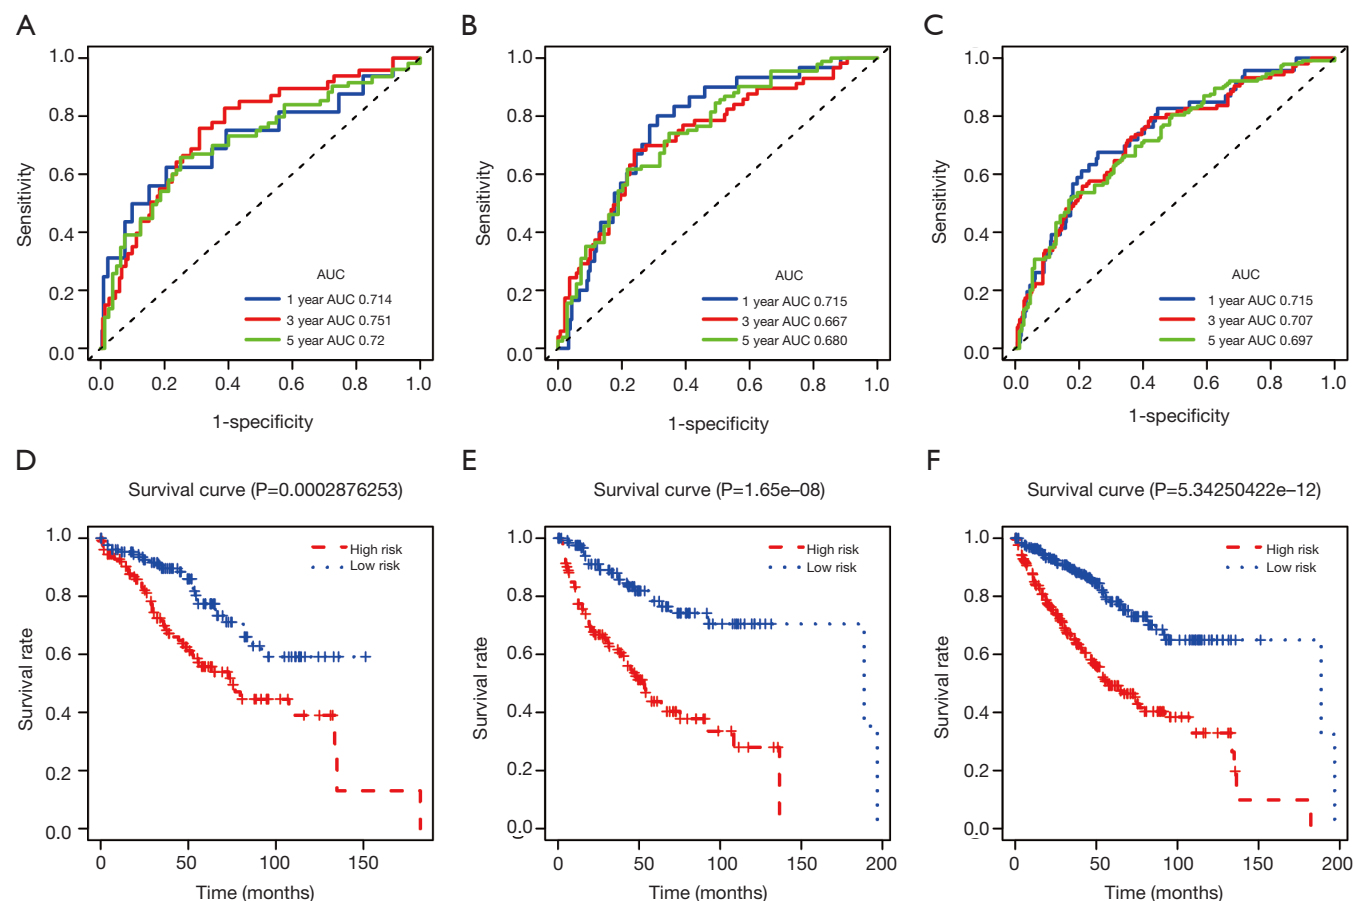 A
B
C
1.0
0.8
0.6
0.4
0.2
0.0
Sensitivity
AUC
1 year AUC 0.714
3 year AUC 0.751
5 year AUC 0.72
0.0 0.2 0.4 0.6 0.8 1.0
1-specificity
1.0
0.8
0.6
0.4
0.2
0.0
Sensitivity
AUC
1 year AUC 0.715
3 year AUC 0.667
5 year AUC 0.680
0.0 0.2 0.4 0.6 0.8 1.0
1-specificity
1.0
0.8
0.6
0.4
0.2
0.0
Sensitivity
AUC
1 year AUC 0.715
3 year AUC 0.707
5 year AUC 0.697
0.0 0.2 0.4 0.6 0.8 1.0
1-specificity
D
E
F
Survival curve (P=0.0002876253)
1.0
0.8
0.6
0.4
0.2
0.0
Survival rate
High risk
Low risk
0 50 100 150
Time (months)
Survival curve (P=1.65e–08)
1.0
0.8
0.6
0.4
0.2
0.0
Survival rate
High risk
Low risk
0 50 100 150 200
Time (months)
Survival curve (P=5.34250422e–12)
1.0
0.8
0.6
0.4
0.2
0.0
Survival rate
High risk
Low risk
0 50 100 150 200
Time (months)